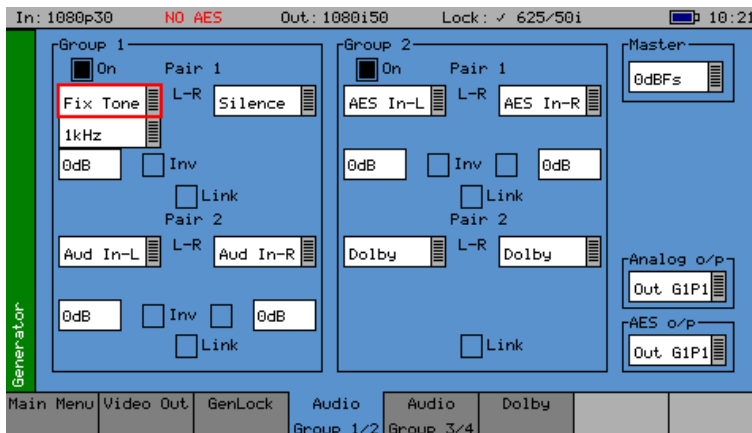 In: 1080p30 NO AES Out: 1080i50 Lock: ✓ 625/50i 10:21
Group 1 Group 2 Master
On Pair 1 On Pair 1 0dBFs
Fix Tone L-R Silence AES In-L L-R AES In-R
1kHz
0dB Inv 0dB Inv 0dB
Link Link
Pair 2 Pair 2
Aud In-L L-R Aud In-R Dolby L-R Dolby Analog o/p
Out G1P1
0dB Inv 0dB AES o/p
Link Link Out G1P1
Generator
Main Menu Video Out GenLock Audio Group 1/2 Audio Group 3/4 Dolby